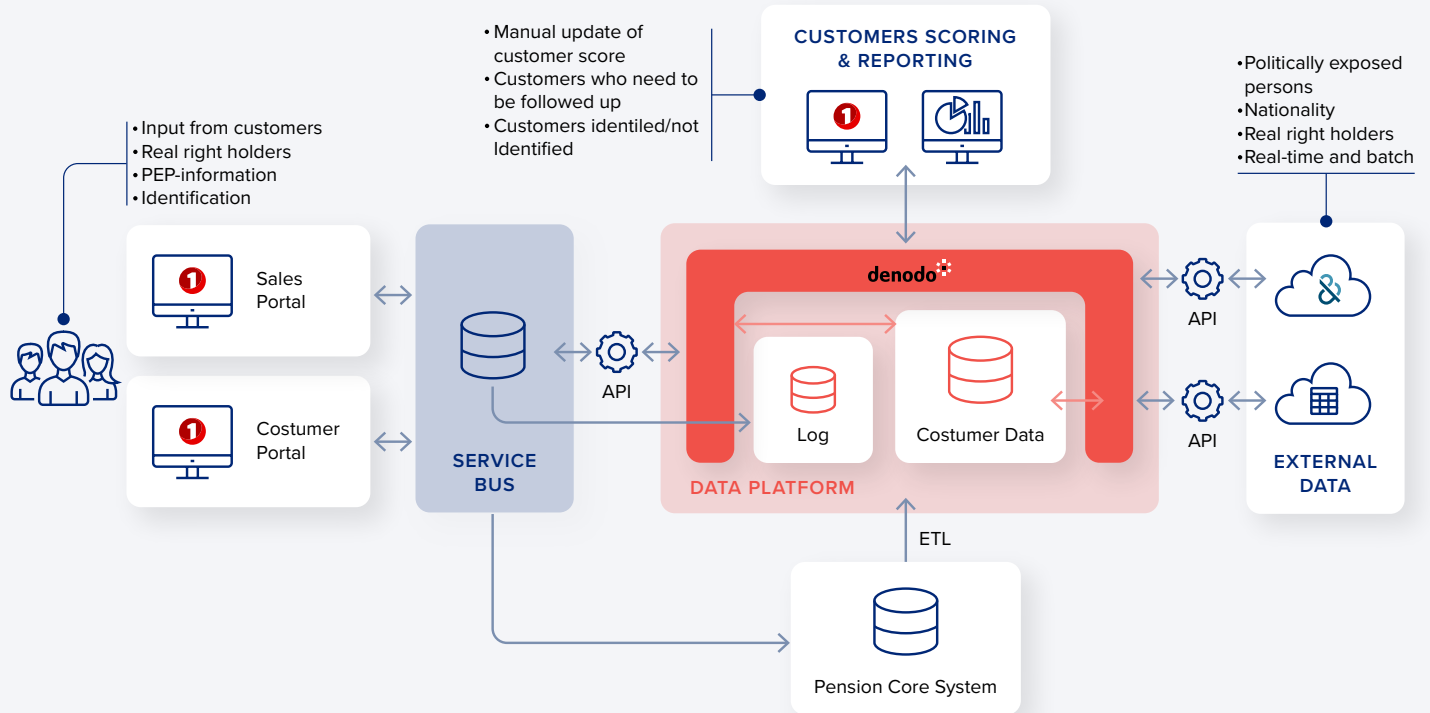 • Manual update of
customer score
• Customers who need to
be followed up
• Customers identiled/not
Identified
CUSTOMERS SCORING
& REPORTING
1
•Politically exposed
persons
•Nationality
•Real right holders
•Real-time and batch
• Input from customers
• Real right holders
• PEP-information
• Identification
1
Sales
Portal
1
Costumer
Portal
SERVICE
BUS
API
denodo
Log
Costumer Data
DATA PLATFORM
API
API
EXTERNAL
DATA
ETL
Pension Core System